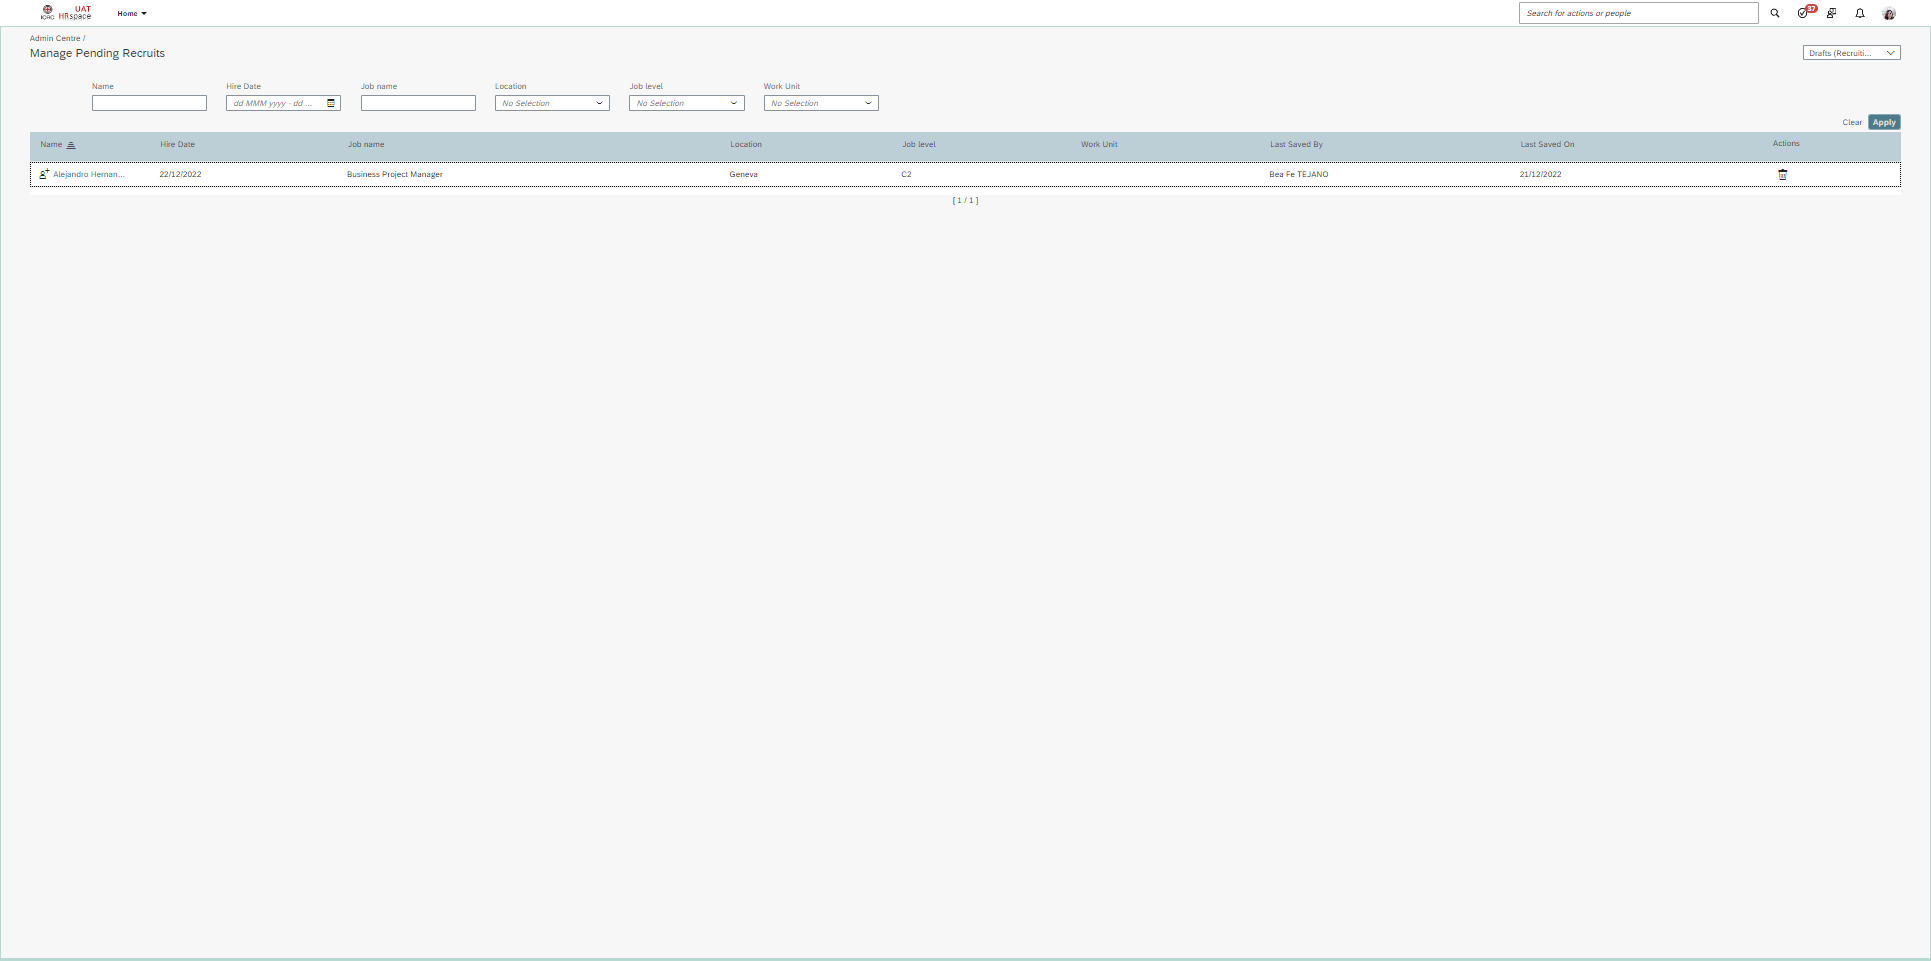 UAT
ICRC HRspace
Home
Search for actions or people
37
Admin Centre /
Manage Pending Recruits
Drafts (Recruiti...
Name
Hire Date
Job name
Location
Job level
Work Unit
dd MMM yyyy - dd ...
No Selection
No Selection
No Selection
Clear
Apply
Name
Hire Date
Job name
Location
Job level
Work Unit
Last Saved By
Last Saved On
Actions
Alejandro Hernan...
22/12/2022
Business Project Manager
Geneva
C2
Bea Fe TEJANO
21/12/2022
[ 1 / 1 ]